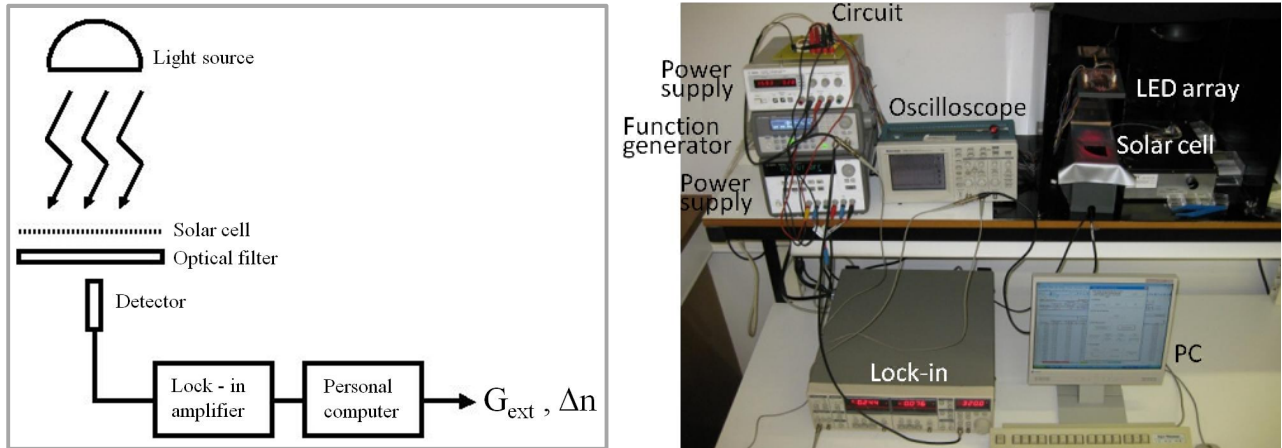 Light source
Solar cell
Optical filter
Detector
Lock - in
amplifier
Personal
computer
G_ext , Δn
Circuit
Power
supply
Function
generator
Power
supply
Oscilloscope
LED array
Solar cell
Lock-in
PC